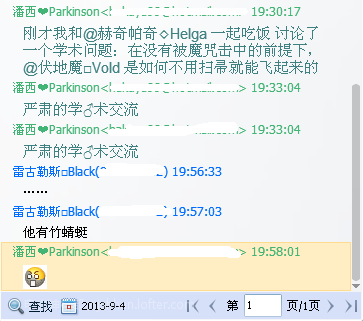 潘西❤Parkinson< > 19:30:17
刚才我和@赫奇帕奇◇Helga 一起吃饭 讨论了
一个学术问题：在没有被魔咒击中的前提下，
@伏地魔□Vold 是如何不用扫帚就能飞起来的
潘西❤Parkinson< > 19:33:04
严肃的学♂术交流
潘西❤Parkinson< > 19:33:04
严肃的学♂术交流
雷古勒斯□Black( ) 19:56:33
……
雷古勒斯□Black( ) 19:57:03
他有竹蜻蜓
潘西❤Parkinson< > 19:58:01
查找 2013-9-4 第 1 页/1页